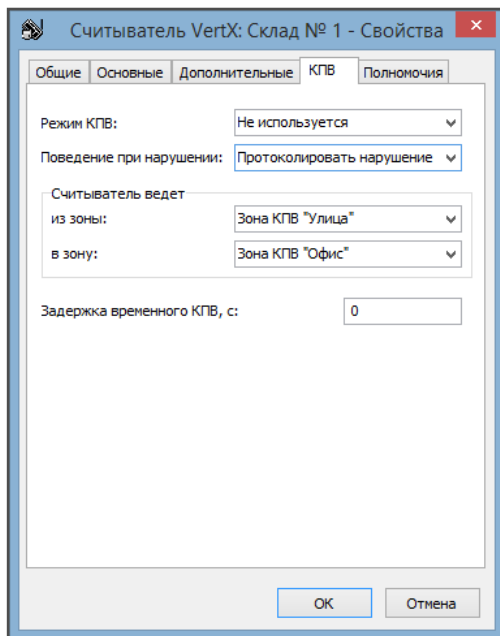 Считыватель VertX: Склад № 1 - Свойства
Общие Основные Дополнительные КПВ Полномочия
Режим КПВ: Не используется
Поведение при нарушении: Протоколировать нарушение
Считыватель ведет
из зоны: Зона КПВ "Улица"
в зону: Зона КПВ "Офис"
Задержка временного КПВ, с: 0
ОК Отмена